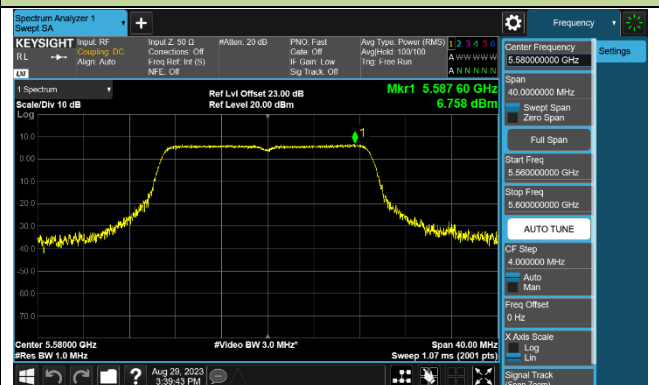 Spectrum Analyzer 1
Swept SA
Frequency
KEYSIGHT
RL
LXI
Input: RF
Coupling: DC
Align: Auto
Input Z: 50 Ω
Corrections: Off
Freq Ref: Int (S)
NFE: Off
#Atten: 20 dB
PNO: Fast
Gate: Off
IF Gain: Low
Sig Track: Off
Avg Type: Power (RMS)
Avg|Hold: 100/100
Trig: Free Run
1 2 3 4 5 6
A W W W W W
A N N N N N
1 Spectrum
Scale/Div 10 dB
Log
Ref Lvl Offset 23.00 dB
Ref Level 20.00 dBm
Mkr1 5.587 60 GHz
6.758 dBm
1
10.0
0.00
-10.0
-20.0
-30.0
-40.0
-50.0
-60.0
-70.0
Center 5.58000 GHz
#Res BW 1.0 MHz
#Video BW 3.0 MHz*
Span 40.00 MHz
Sweep 1.07 ms (2001 pts)
Center Frequency
5.580000000 GHz
Settings
Span
40.0000000 MHz
Swept Span
Zero Span
Full Span
Start Freq
5.560000000 GHz
Stop Freq
5.600000000 GHz
AUTO TUNE
CF Step
4.000000 MHz
Auto
Man
Freq Offset
0 Hz
X Axis Scale
Log
Lin
Signal Track
(Span Zoom)
Aug 29, 2023
3:39:43 PM